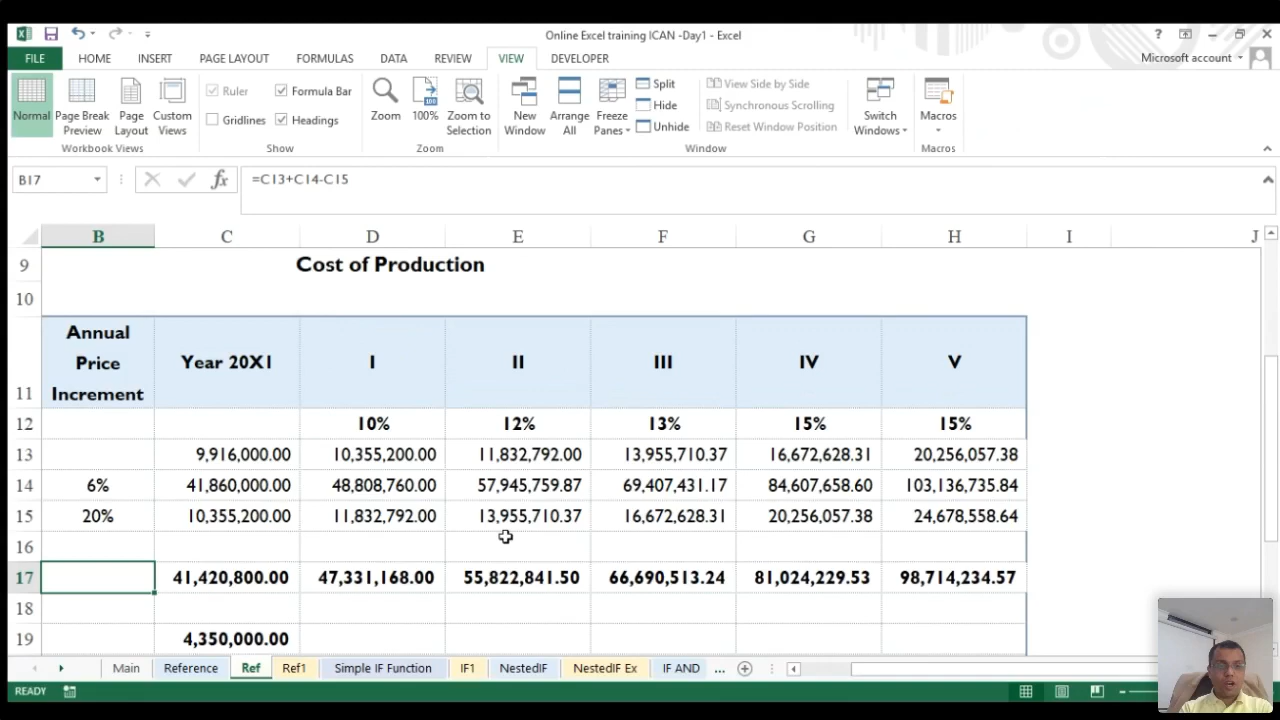 Online Excel training ICAN -Day1 - Excel
?
FILE HOME INSERT PAGE LAYOUT FORMULAS DATA REVIEW VIEW DEVELOPER Microsoft account
Normal Page Break Preview Page Layout Custom Views
Workbook Views
Ruler Formula Bar
Gridlines Headings
Show
Zoom 100% Zoom to Selection
Zoom
New Window Arrange All Freeze Panes
Split
Hide
Unhide
View Side by Side
Synchronous Scrolling
Reset Window Position
Window
Switch Windows
Macros
Macros
B17 fx =C13+C14-C15
B C D E F G H I J
9 Cost of Production
10
11 Annual Price Increment Year 20X1 I II III IV V
12 10% 12% 13% 15% 15%
13 9,916,000.00 10,355,200.00 11,832,792.00 13,955,710.37 16,672,628.31 20,256,057.38
14 6% 41,860,000.00 48,808,760.00 57,945,759.87 69,407,431.17 84,607,658.60 103,136,735.84
15 20% 10,355,200.00 11,832,792.00 13,955,710.37 16,672,628.31 20,256,057.38 24,678,558.64
16
17 41,420,800.00 47,331,168.00 55,822,841.50 66,690,513.24 81,024,229.53 98,714,234.57
18
19 4,350,000.00
Main Reference Ref Ref1 Simple IF Function IF1 NestedIF NestedIF Ex IF AND ...
READY